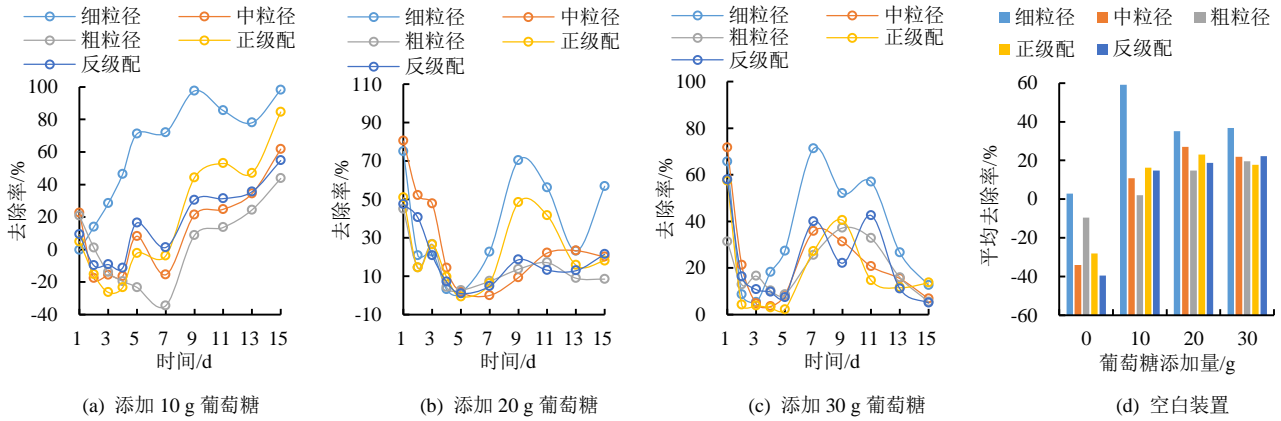 细粒径 中粒径
粗粒径 正级配
反级配
去除率/%
100
80
60
40
20
0
-20
-40
1 3 5 7 9 11 13 15
时间/d
(a) 添加 10 g 葡萄糖
细粒径 中粒径
粗粒径 正级配
反级配
去除率/%
110
90
70
50
30
10
-10
1 3 5 7 9 11 13 15
时间/d
(b) 添加 20 g 葡萄糖
细粒径 中粒径
粗粒径 正级配
反级配
去除率/%
100
80
60
40
20
0
1 3 5 7 9 11 13 15
时间/d
(c) 添加 30 g 葡萄糖
细粒径 中粒径 粗粒径
正级配 反级配
平均去除率/%
60
40
20
0
-20
-40
-60
0 10 20 30
葡萄糖添加量/g
(d) 空白装置